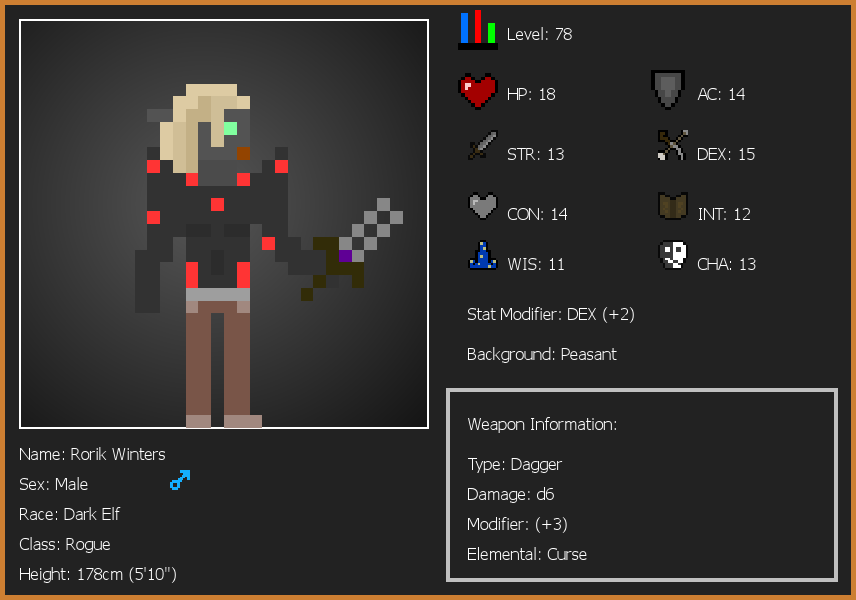 Level: 78
HP: 18
AC: 14
STR: 13
DEX: 15
CON: 14
INT: 12
WIS: 11
CHA: 13
Stat Modifier: DEX (+2)
Background: Peasant
Weapon Information:
Type: Dagger
Damage: d6
Modifier: (+3)
Elemental: Curse
Name: Rorik Winters
Sex: Male
Race: Dark Elf
Class: Rogue
Height: 178cm (5'10")